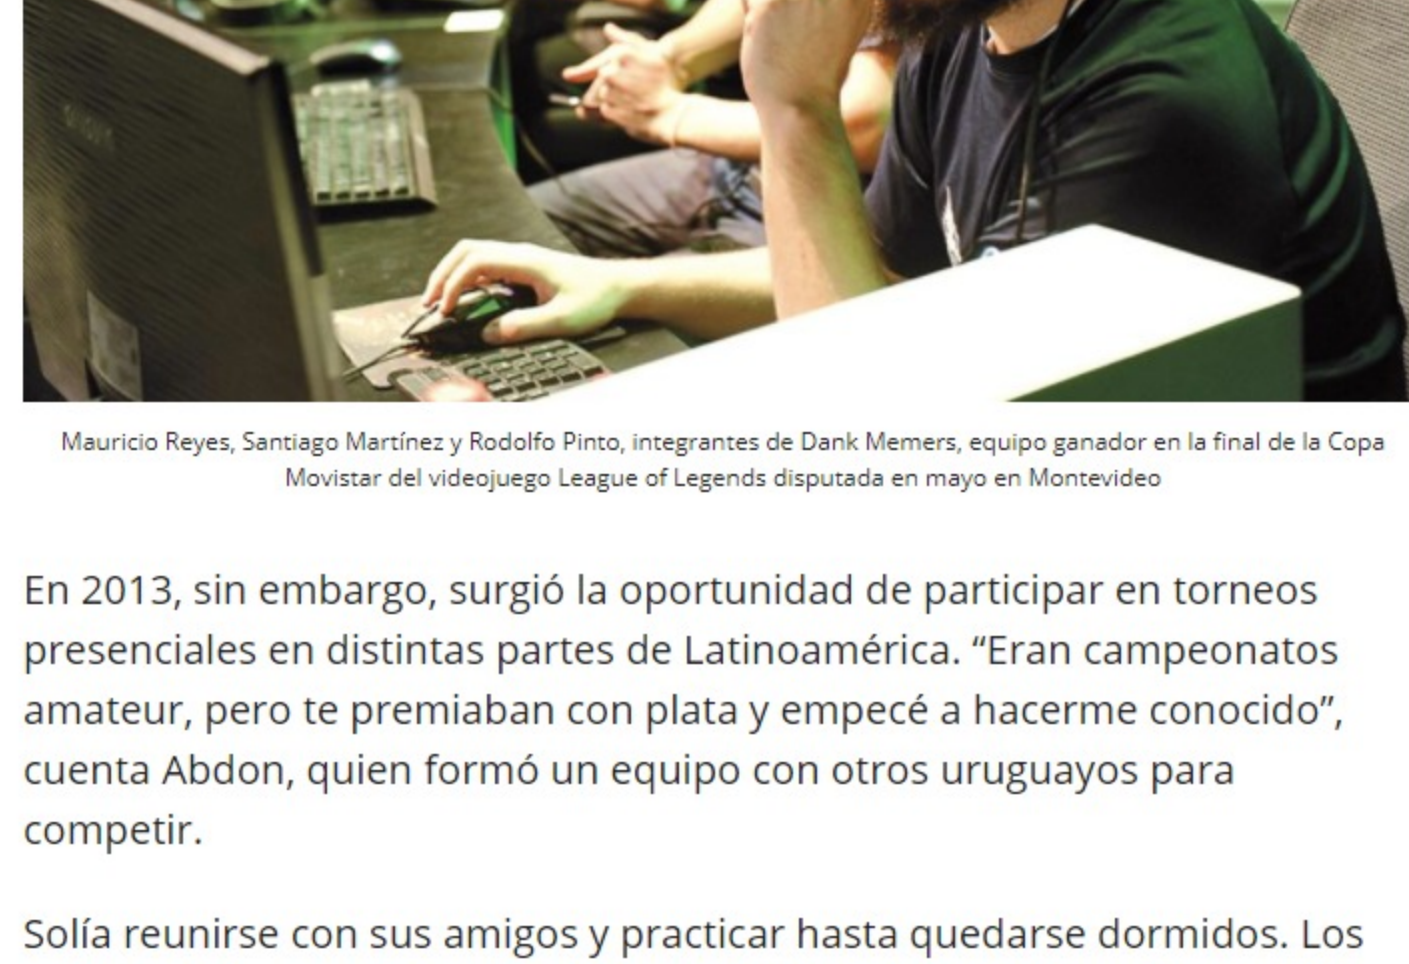 Mauricio Reyes, Santiago Martínez y Rodolfo Pinto, integrantes de Dank Memers, equipo ganador en la final de la Copa
Movistar del videojuego League of Legends disputada en mayo en Montevideo
En 2013, sin embargo, surgió la oportunidad de participar en torneos
presenciales en distintas partes de Latinoamérica. “Eran campeonatos
amateur, pero te premiaban con plata y empecé a hacerme conocido”,
cuenta Abdon, quien formó un equipo con otros uruguayos para
competir.
Solía reunirse con sus amigos y practicar hasta quedarse dormidos. Los